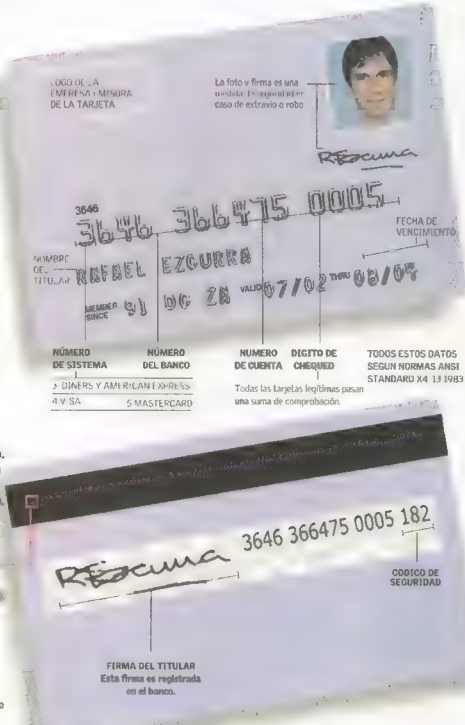 LOGO DE LA
EMPRESA EMISORA
DE LA TARJETA
La foto y firma es una
medida de seguridad en
caso de extravío o robo
REzcurra
3646
3646 366475 0005
FECHA DE
VENCIMIENTO
NOMBRE
DEL
TITULAR
RAFAEL EZCURRA
MEMBER
SINCE
91 DC ZA VALID 07/02 THRU
NÚMERO
DE SISTEMA
NÚMERO
DEL BANCO
NUMERO
DE CUENTA
DIGITO DE
CHEQUEO
TODOS ESTOS DATOS
SEGUN NORMAS ANSI
STANDARD X4 13 1983
3 DINERS Y AMERICAN EXPRESS
4 VISA 5 MASTERCARD
Todas las tarjetas legítimas pasan
una suma de comprobación.
REzcurra
3646 366475 0005 182
CODIGO DE
SEGURIDAD
FIRMA DEL TITULAR
Esta firma es registrada
en el banco.